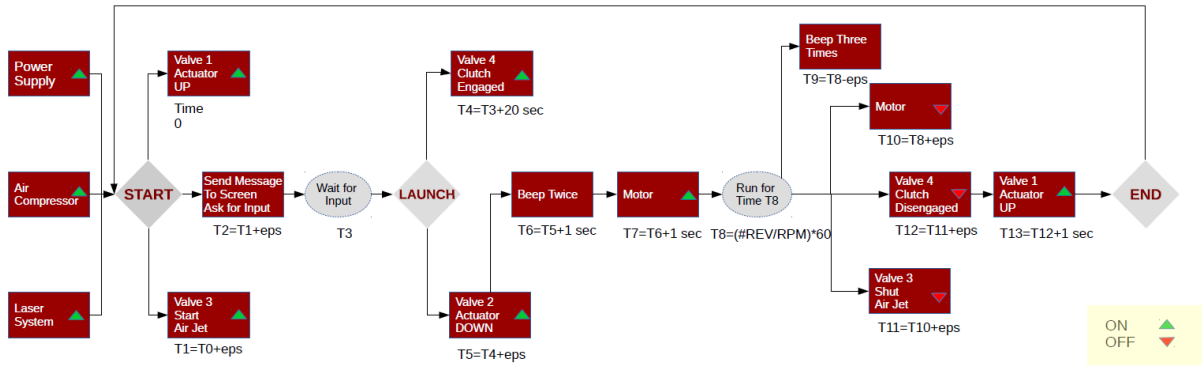 Power
Supply
Air
Compressor
Laser
System
START
Valve 1
Actuator
UP
Time
0
Send Message
To Screen
Ask for Input
T2=T1+eps
Valve 3
Start
Air Jet
T1=T0+eps
Wait for
Input
T3
LAUNCH
Valve 4
Clutch
Engaged
T4=T3+20 sec
Valve 2
Actuator
DOWN
T5=T4+eps
Beep Twice
T6=T5+1 sec
Motor
T7=T6+1 sec
Run for
Time T8
T8=(#REV/RPM)*60
Beep Three
Times
T9=T8-eps
Motor
T10=T8+eps
Valve 4
Clutch
Disengaged
T12=T11+eps
Valve 3
Shut
Air Jet
T11=T10+eps
Valve 1
Actuator
UP
T13=T12+1 sec
END
ON
OFF